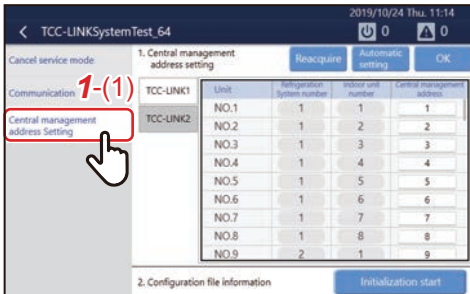 2019/10/24 Thu. 11:14
TCC-LINKSystemTest_64
0
0
Cancel service mode
Communication
1-(1)
Central management
address Setting
1. Central management
address setting
Reacquire
Automatic
setting
OK
TCC-LINK1
TCC-LINK2
Unit Refrigeration System number Indoor unit number Central management address
NO.1 1 1 1
NO.2 1 2 2
NO.3 1 3 3
NO.4 1 4 4
NO.5 1 5 5
NO.6 1 6 6
NO.7 1 7 7
NO.8 1 8 8
NO.9 2 1 9
2. Configuration file information
Initialization start